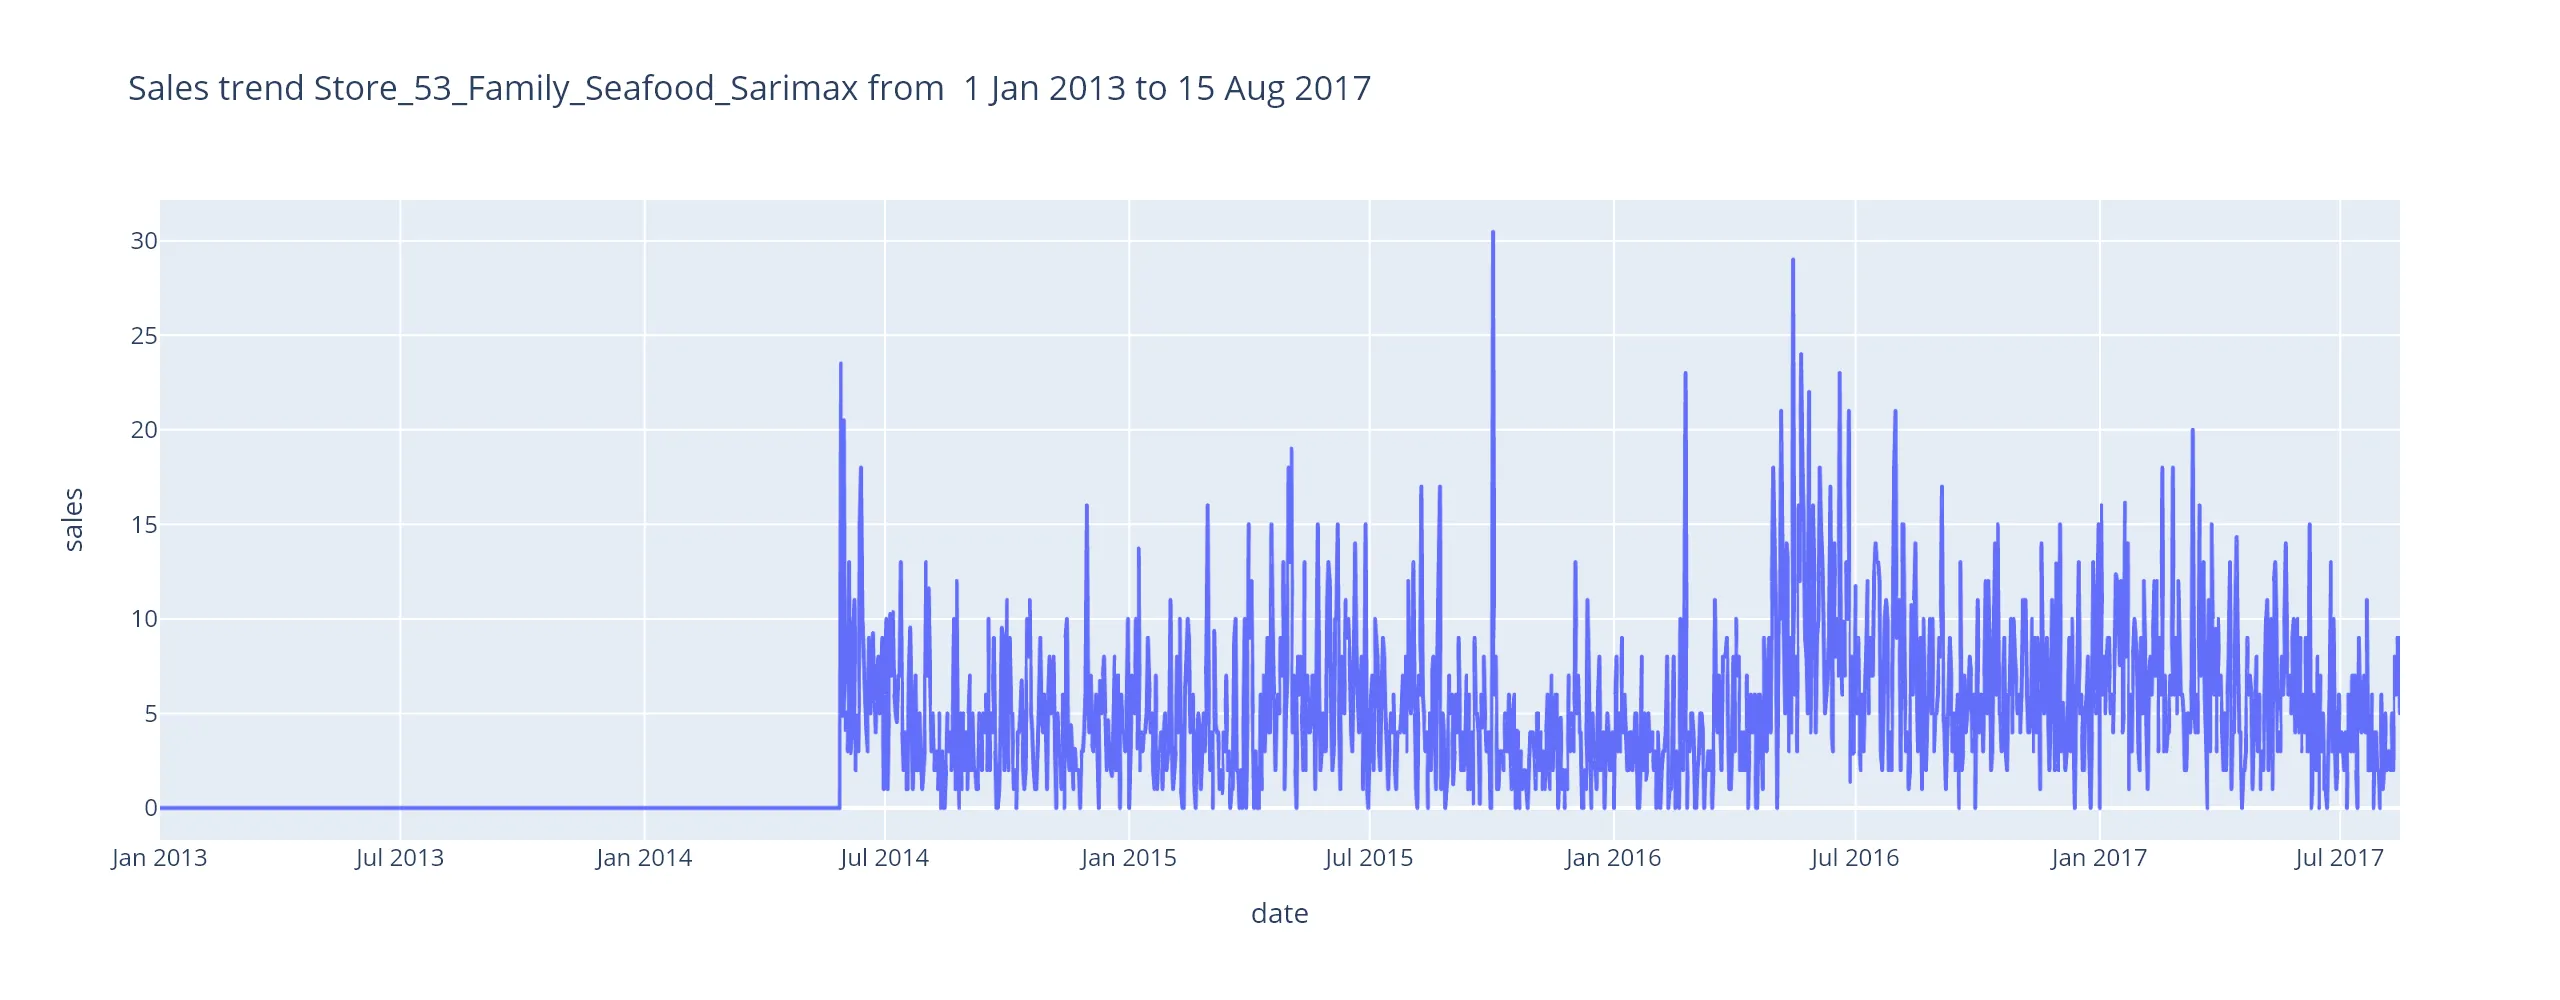 Sales trend Store_53_Family_Seafood_Sarimax from  1 Jan 2013 to 15 Aug 2017
30
25
20
15
10
5
0
sales
Jan 2013
Jul 2013
Jan 2014
Jul 2014
Jan 2015
Jul 2015
Jan 2016
Jul 2016
Jan 2017
Jul 2017
date